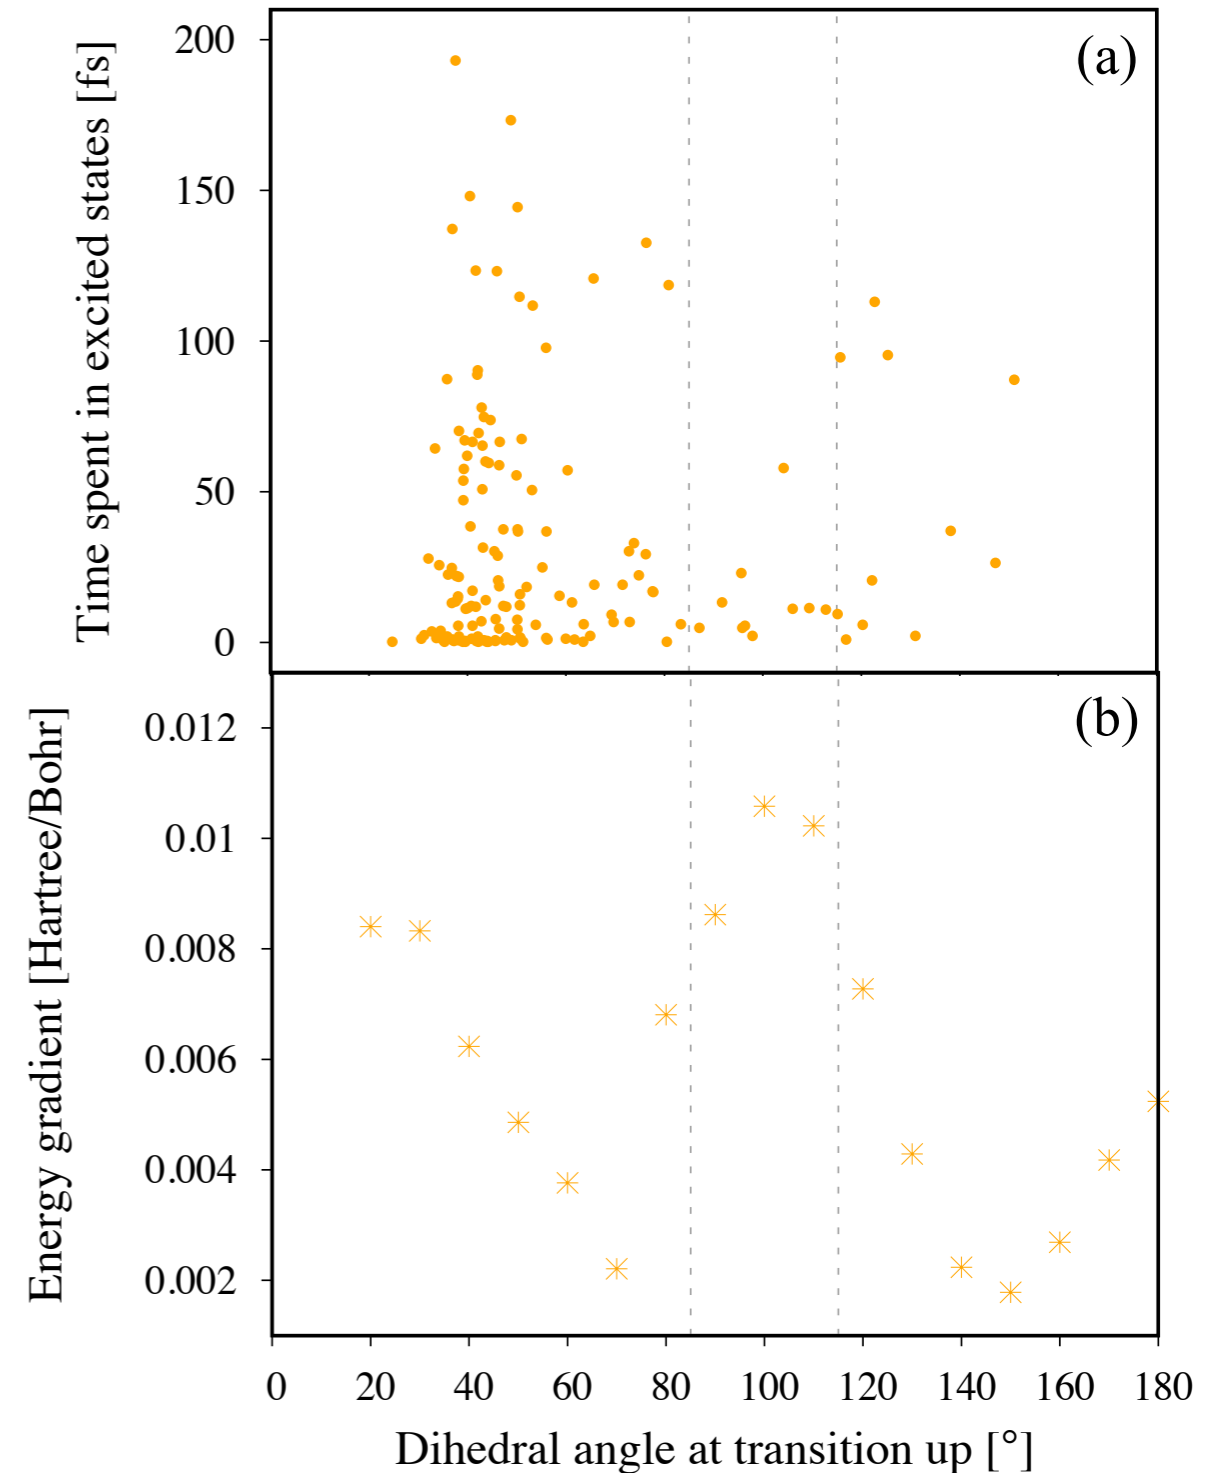 (a)
Time spent in excited states [fs]
200
150
100
50
0
(b)
Energy gradient [Hartree/Bohr]
0.012
0.01
0.008
0.006
0.004
0.002
0 20 40 60 80 100 120 140 160 180
Dihedral angle at transition up [°]